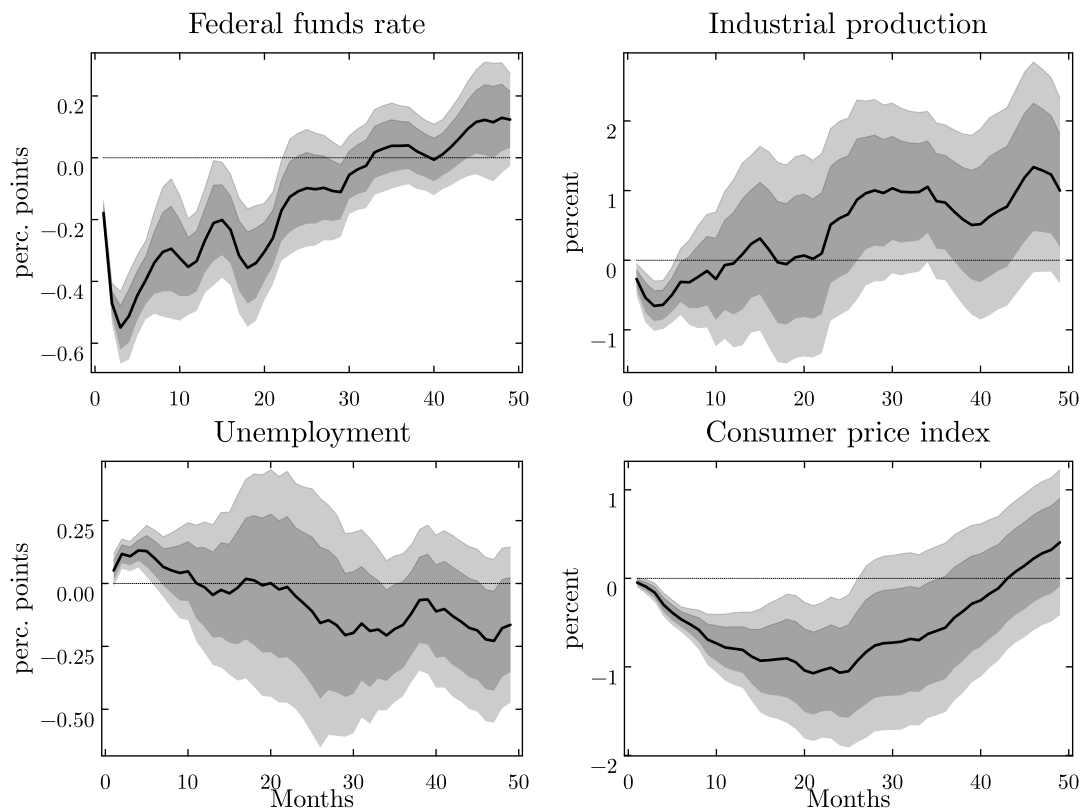 Federal funds rate
perc. points
0.2
0.0
−0.2
−0.4
−0.6
0 10 20 30 40 50
Industrial production
percent
2
1
0
−1
0 10 20 30 40 50
Unemployment
perc. points
0.25
0.00
−0.25
−0.50
0 10 20 30 40 50
Months
Consumer price index
percent
1
0
−1
−2
0 10 20 30 40 50
Months